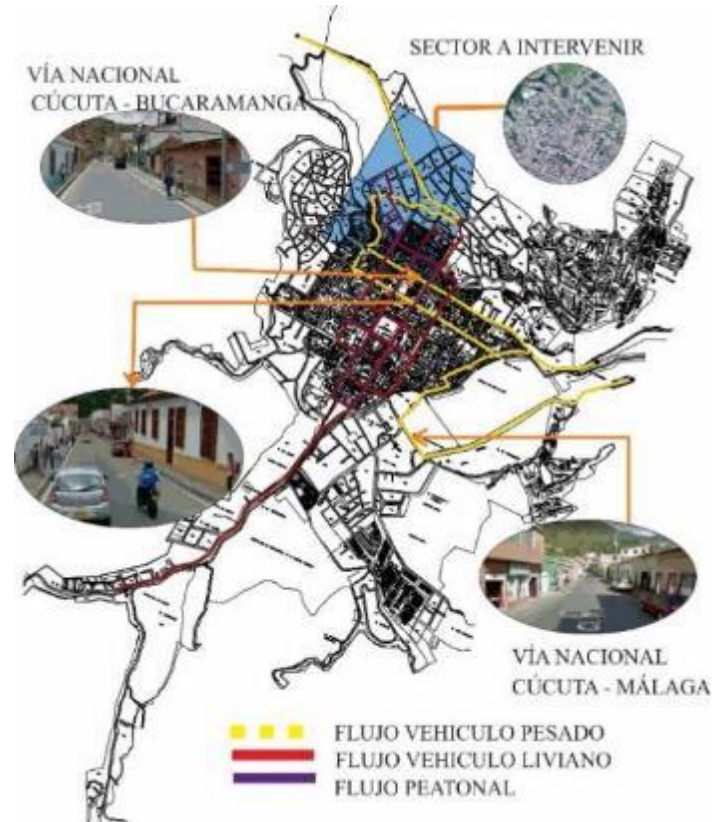 SECTOR A INTERVENIR
VÍA NACIONAL
CÚCUTA - BUCARAMANGA
VÍA NACIONAL
CÚCUTA - MÁLAGA
FLUJO VEHICULO PESADO
FLUJO VEHICULO LIVIANO
FLUJO PEATONAL